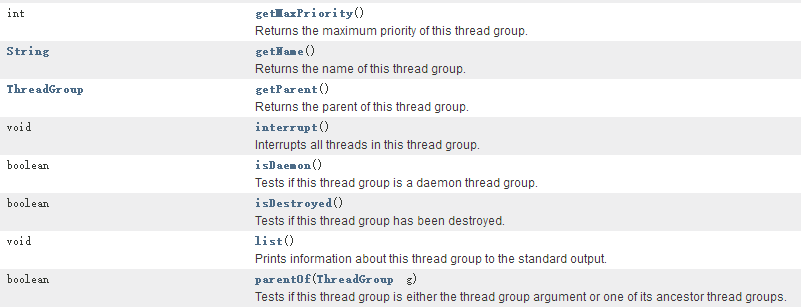 int getMaxPriority()
Returns the maximum priority of this thread group.
String getName()
Returns the name of this thread group.
ThreadGroup getParent()
Returns the parent of this thread group.
void interrupt()
Interrupts all threads in this thread group.
boolean isDaemon()
Tests if this thread group is a daemon thread group.
boolean isDestroyed()
Tests if this thread group has been destroyed.
void list()
Prints information about this thread group to the standard output.
boolean parentOf(ThreadGroup g)
Tests if this thread group is either the thread group argument or one of its ancestor thread groups.